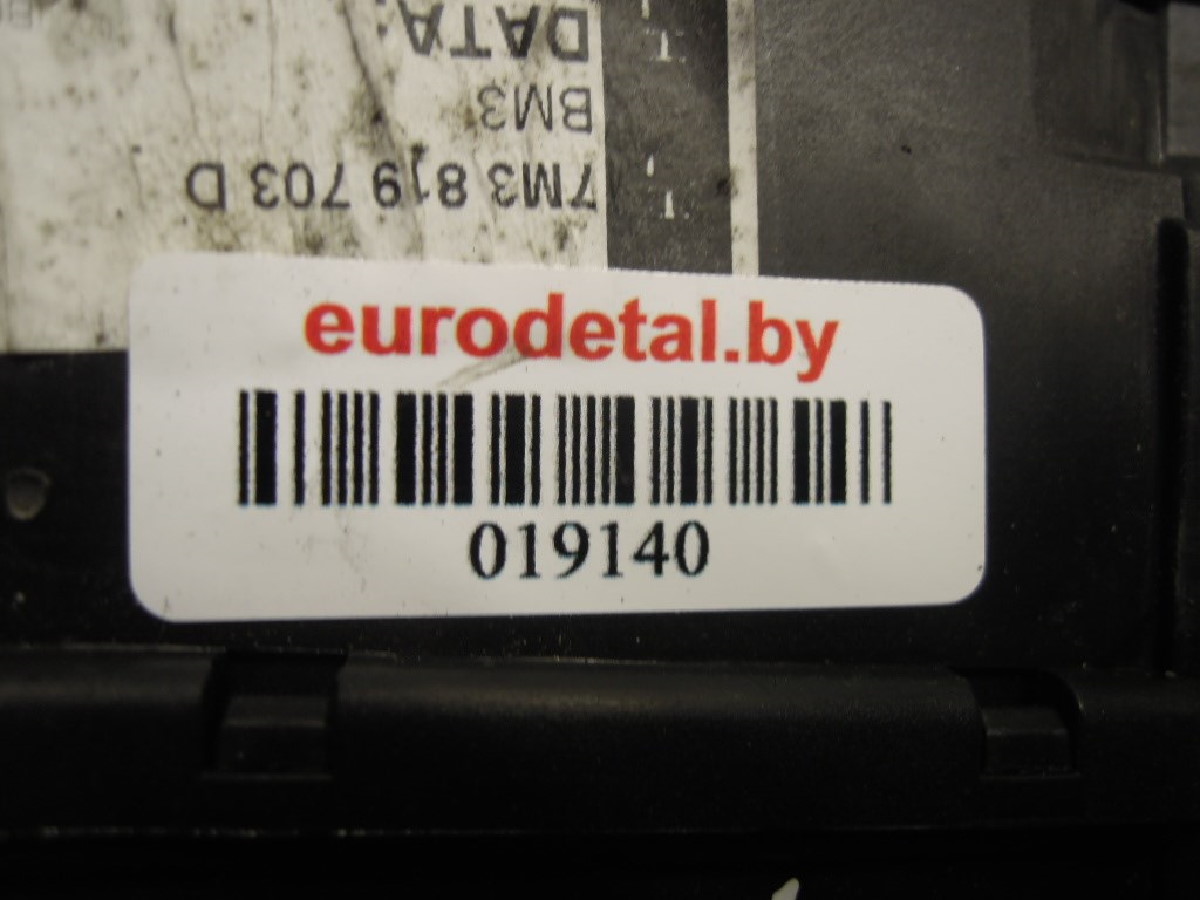 7M3 819 703 D
BM3
DATA:
eurodetal.by
019140